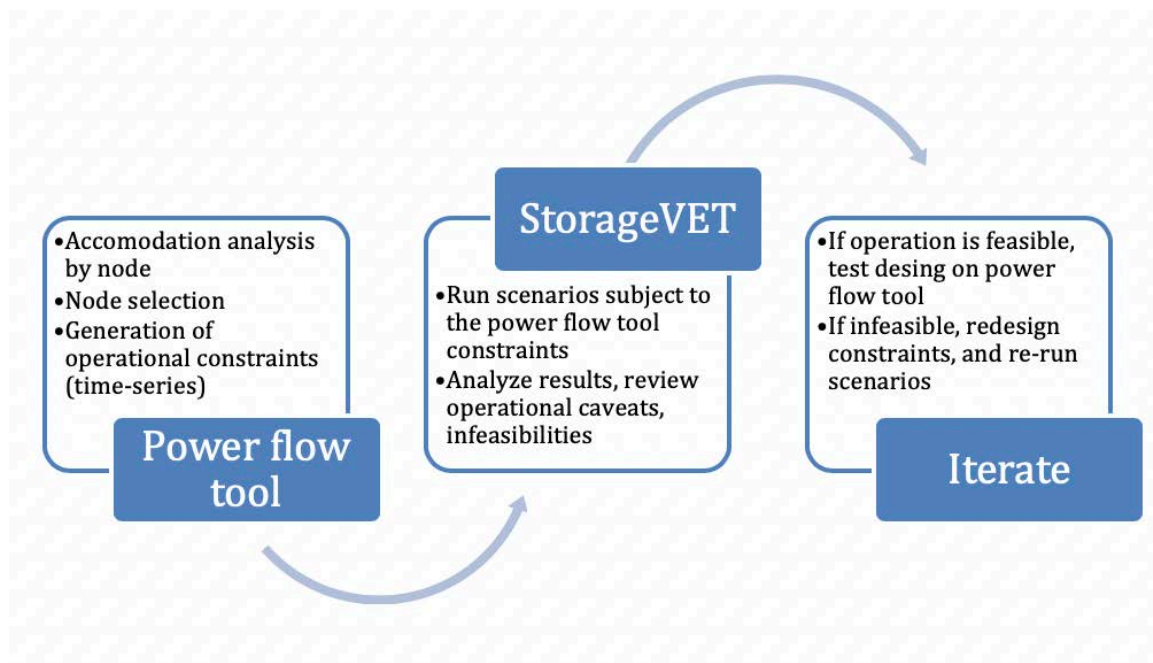 •Accomodation analysis
by node
•Node selection
•Generation of
operational constraints
(time-series)
Power flow
tool
StorageVET
•Run scenarios subject to
the power flow tool
constraints
•Analyze results, review
operational caveats,
infeasibilities
•If operation is feasible,
test desing on power
flow tool
•If infeasible, redesign
constraints, and re-run
scenarios
Iterate